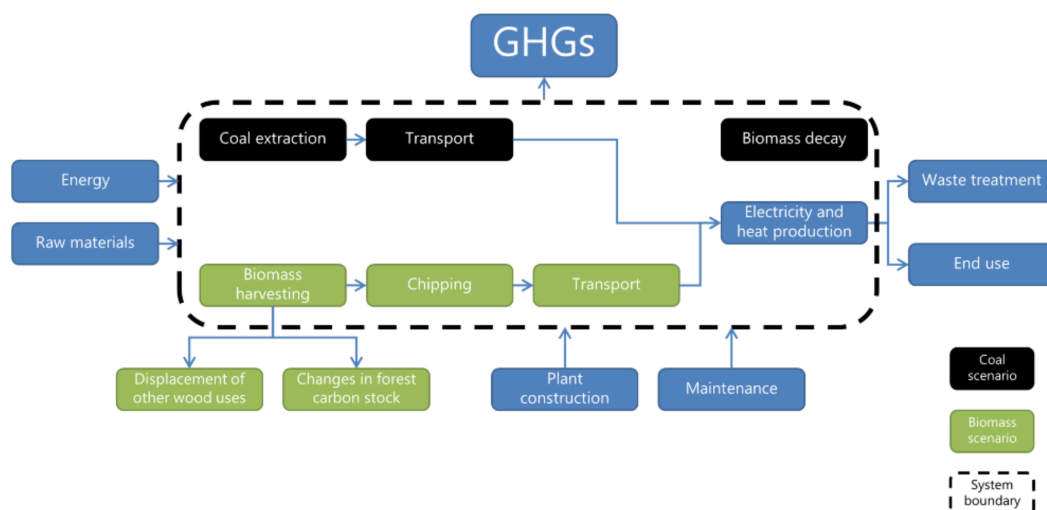 GHGs
Coal extraction
Transport
Biomass decay
Energy
Waste treatment
Electricity and
heat production
Raw materials
End use
Biomass
harvesting
Chipping
Transport
Displacement of
other wood uses
Changes in forest
carbon stock
Plant
construction
Maintenance
Coal
scenario
Biomass
scenario
System
boundary